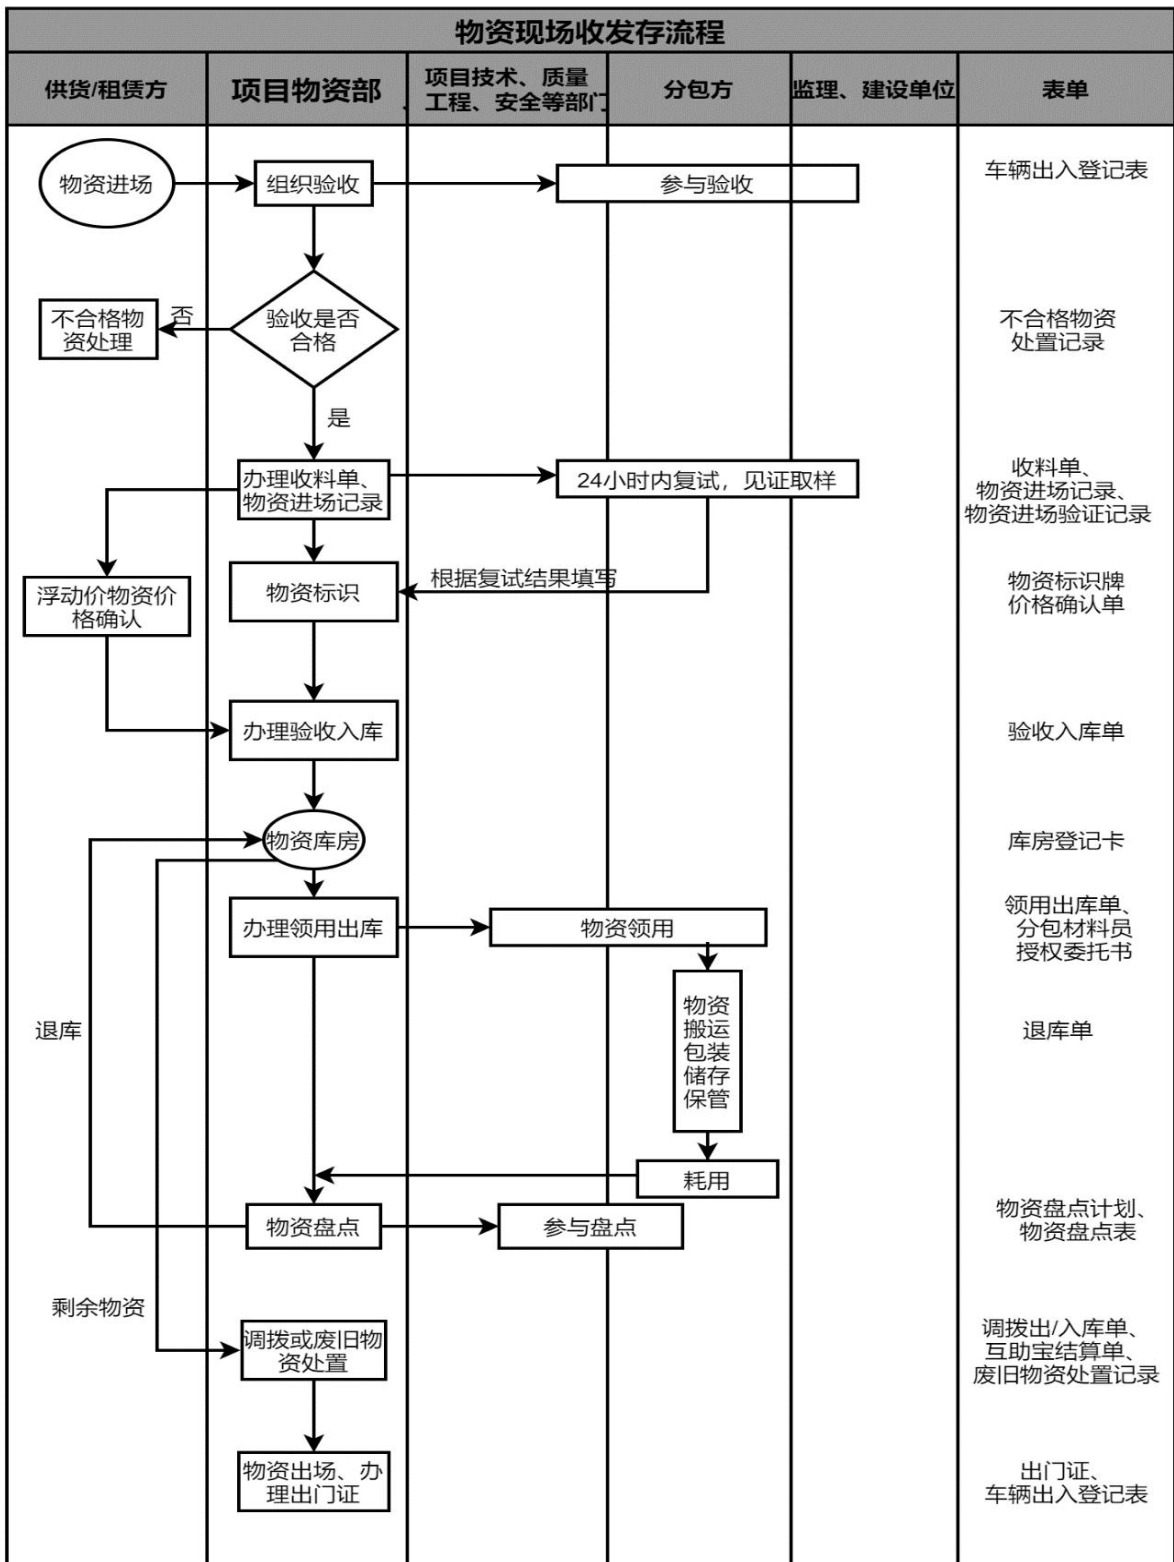 物资现场收发存流程
供货/租赁方
项目物资部
项目技术、质量
工程、安全等部门
分包方
监理、建设单位
表单
物资进场
组织验收
参与验收
车辆出入登记表
不合格物
资处理
否
验收是否
合格
不合格物资
处置记录
是
办理收料单、
物资进场记录
24小时内复试，见证取样
收料单、
物资进场记录、
物资进场验证记录
浮动价物资价
格确认
物资标识
根据复试结果填写
物资标识牌
价格确认单
办理验收入库
验收入库单
物资库房
库房登记卡
办理领用出库
物资领用
领用出库单、
分包材料员
授权委托书
退库
物资
搬运
包装
储存
保管
退库单
耗用
物资盘点
参与盘点
物资盘点计划、
物资盘点表
剩余物资
调拨或废旧物
资处置
调拨出/入库单、
互助宝结算单、
废旧物资处置记录
物资出场、办
理出门证
出门证、
车辆出入登记表